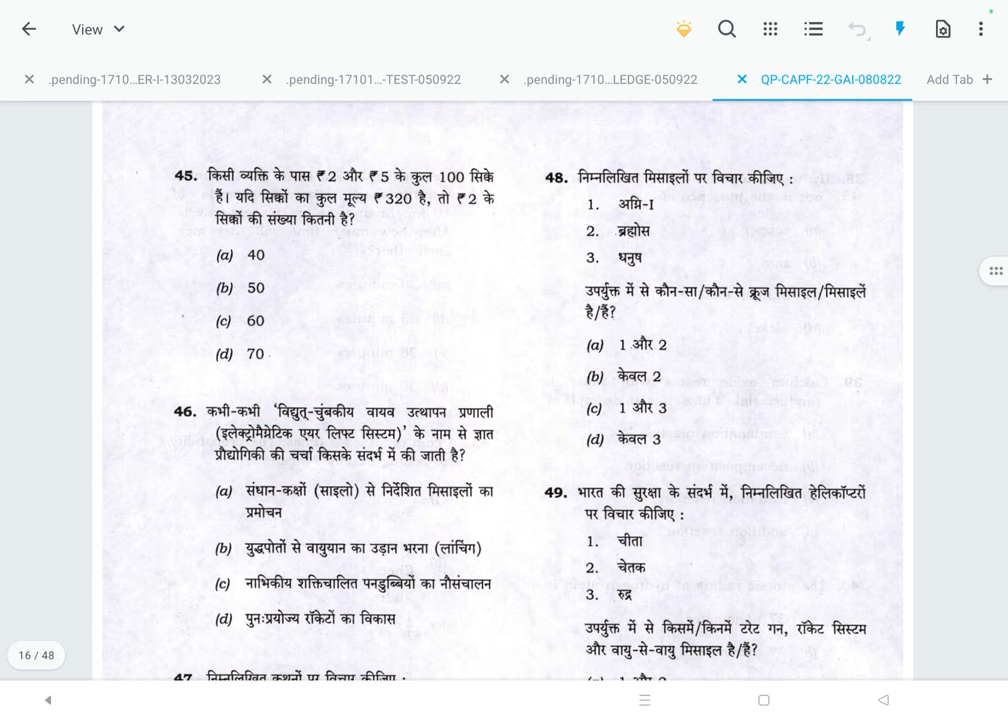 View
.pending-1710...ER-I-13032023
.pending-17101...-TEST-050922
.pending-1710...LEDGE-050922
QP-CAPF-22-GAI-080822
Add Tab +
45. किसी व्यक्ति के पास ₹2 और ₹5 के कुल 100 सिक्के
हैं। यदि सिक्कों का कुल मूल्य ₹320 है, तो ₹2 के
सिक्कों की संख्या कितनी है?
(a) 40
(b) 50
(c) 60
(d) 70
46. कभी-कभी ‘विद्युत्-चुंबकीय वायव उत्थापन प्रणाली
(इलेक्ट्रोमैग्नेटिक एयर लिफ्ट सिस्टम)’ के नाम से ज्ञात
प्रौद्योगिकी की चर्चा किसके संदर्भ में की जाती है?
(a) संधान-कक्षों (साइलो) से निर्देशित मिसाइलों का
प्रमोचन
(b) युद्धपोतों से वायुयान का उड़ान भरना (लांचिंग)
(c) नाभिकीय शक्तिचालित पनडुब्बियों का नौसंचालन
(d) पुनःप्रयोज्य रॉकेटों का विकास
47. निम्नलिखित कथनों पर विचार कीजिए :
48. निम्नलिखित मिसाइलों पर विचार कीजिए :
1. अग्नि-I
2. ब्रह्मोस
3. धनुष
उपर्युक्त में से कौन-सा/कौन-से क्रूज मिसाइल/मिसाइलें
है/हैं?
(a) 1 और 2
(b) केवल 2
(c) 1 और 3
(d) केवल 3
49. भारत की सुरक्षा के संदर्भ में, निम्नलिखित हेलिकॉप्टरों
पर विचार कीजिए :
1. चीता
2. चेतक
3. रुद्र
उपर्युक्त में से किसमें/किनमें टरेट गन, रॉकेट सिस्टम
और वायु-से-वायु मिसाइल है/हैं?
16 / 48